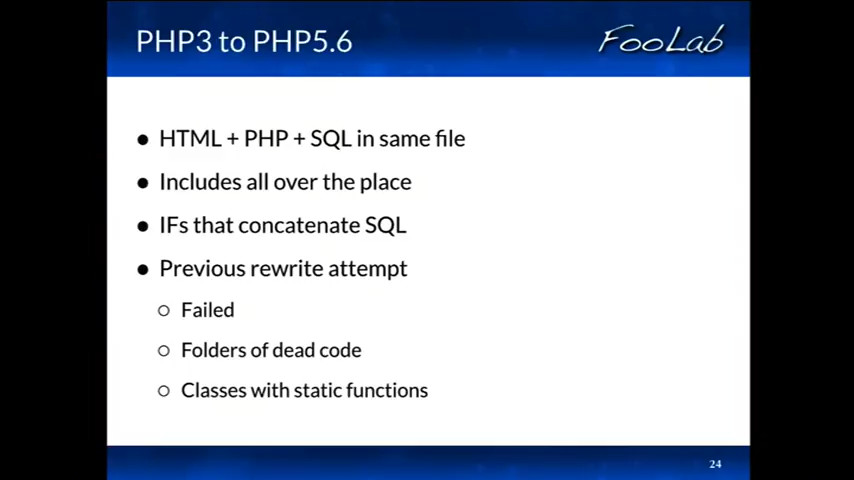 PHP3 to PHP5.6
FooLab
● HTML + PHP + SQL in same file
● Includes all over the place
● IFs that concatenate SQL
● Previous rewrite attempt
○ Failed
○ Folders of dead code
○ Classes with static functions
24